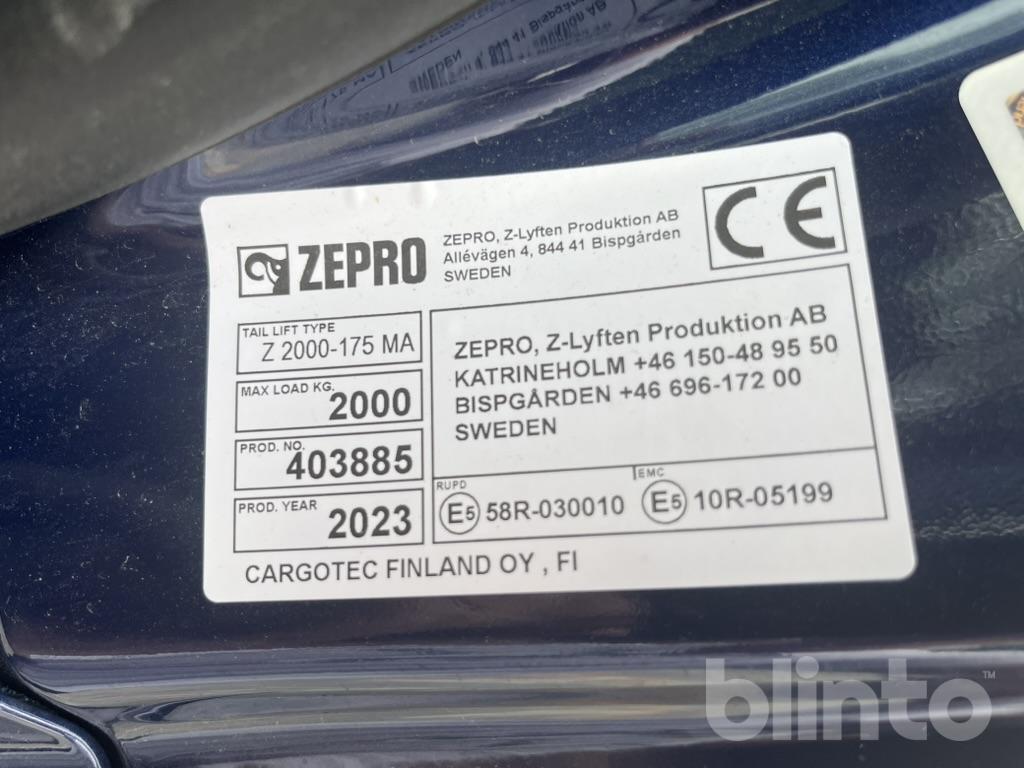 ZEPRO
ZEPRO, Z-Lyften Produktion AB
Allévägen 4, 844 41 Bispgården
SWEDEN
CE
TAIL LIFT TYPE
Z 2000-175 MA
MAX LOAD KG.
2000
PROD. NO.
403885
PROD. YEAR
2023
ZEPRO, Z-Lyften Produktion AB
KATRINEHOLM +46 150-48 95 50
BISPGÅRDEN +46 696-172 00
SWEDEN
RUPD
E5 58R-030010
EMC
E5 10R-05199
CARGOTEC FINLAND OY , FI
blinto™